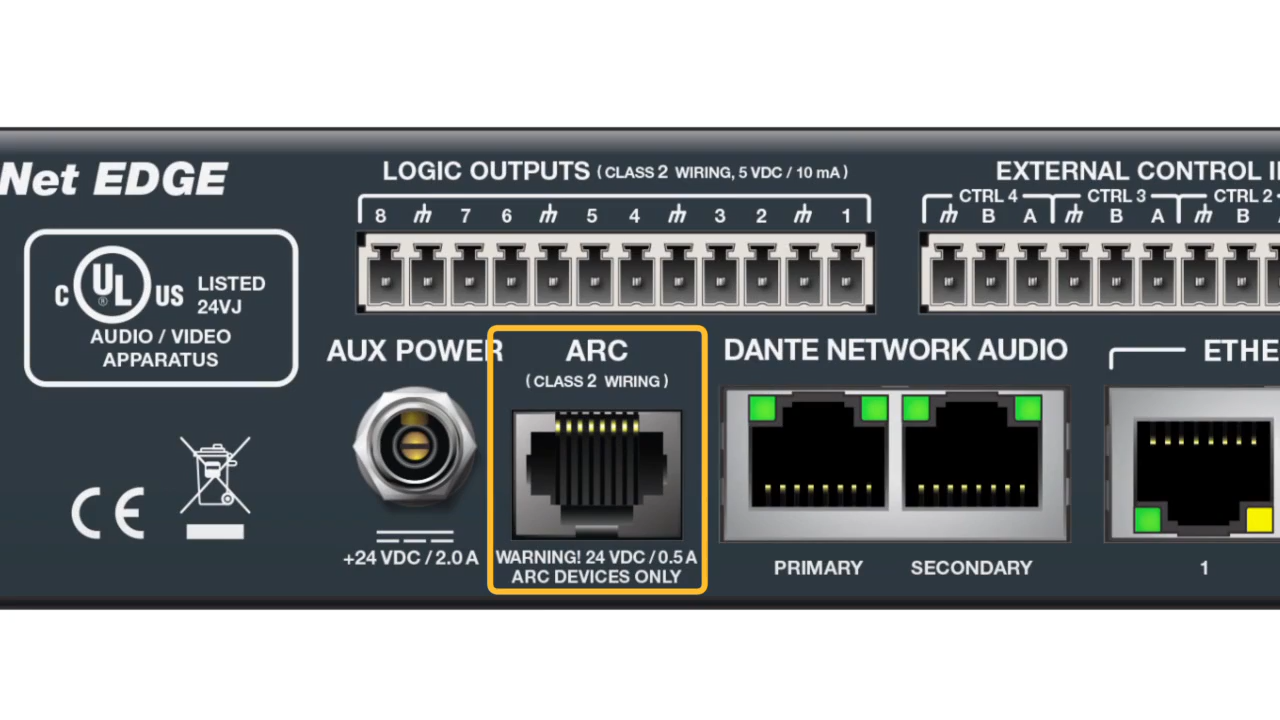 Net EDGE
C UL ® US LISTED
24VJ
AUDIO / VIDEO
APPARATUS
CE
LOGIC OUTPUTS (CLASS 2 WIRING, 5 VDC / 10 mA)
8 7 6 5 4 3 2 1
EXTERNAL CONTROL I
CTRL 4 CTRL 3 CTRL 2
B A B A B
AUX POWER
+24 VDC / 2.0 A
ARC
(CLASS 2 WIRING)
WARNING! 24 VDC / 0.5 A
ARC DEVICES ONLY
DANTE NETWORK AUDIO
PRIMARY SECONDARY
ETHE
1